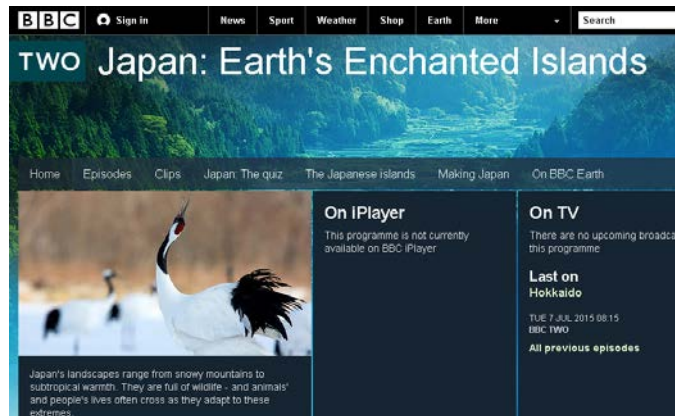 BBC Sign in News Sport Weather Shop Earth More Search
TWO Japan: Earth's Enchanted Islands
Home Episodes Clips Japan: The quiz The Japanese islands Making Japan On BBC Earth
On iPlayer
This programme is not currently
available on BBC iPlayer
On TV
There are no upcoming broadca
this programme
Last on
Hokkaido
TUE 7 JUL 2015 08:15
BBC TWO
All previous episodes
Japan's landscapes range from snowy mountains to
subtropical warmth. They are full of wildlife - and animals'
and people's lives often cross as they adapt to these
extremes.